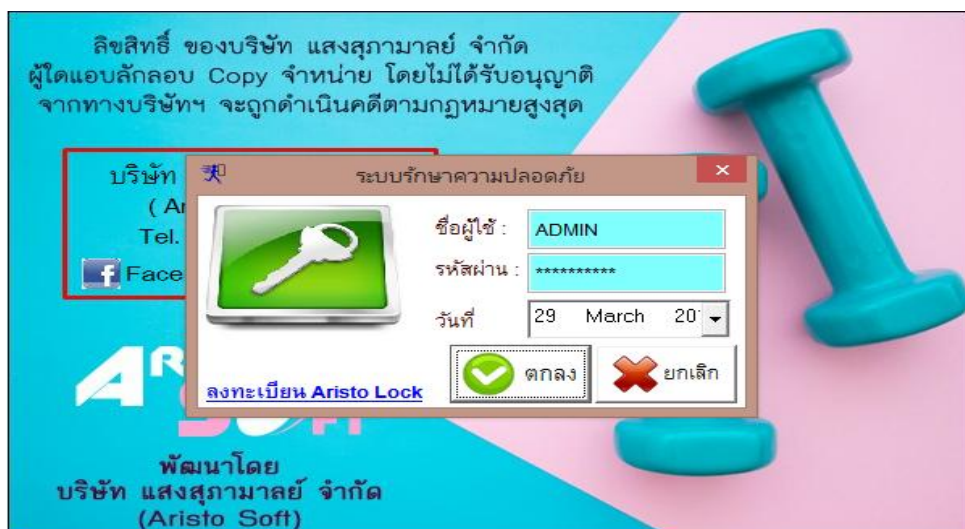 ลิขสิทธิ์ ของบริษัท แสงสุภามาลย์ จำกัด
ผู้ใดแอบลักลอบ Copy จำหน่าย โดยไม่ได้รับอนุญาติ
จากทางบริษัทฯ จะถูกดำเนินคดีตามกฎหมายสูงสุด
บริษัท
( Ar
Tel.
Face
ระบบรักษาความปลอดภัย
ชื่อผู้ใช้ : ADMIN
รหัสผ่าน : **********
วันที่ 29 March 20
ลงทะเบียน Aristo Lock
ตกลง
ยกเลิก
พัฒนาโดย
บริษัท แสงสุภามาลย์ จำกัด
(Aristo Soft)